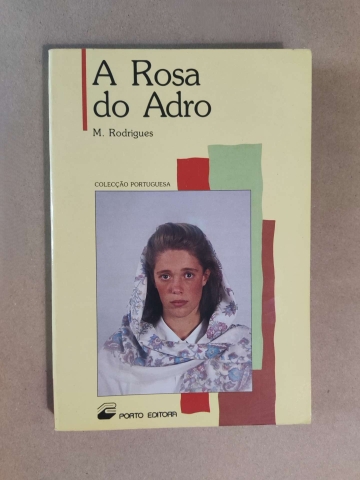 A Rosa
do Adro
M. Rodrigues
COLECÇÃO PORTUGUESA
PORTO EDITORA